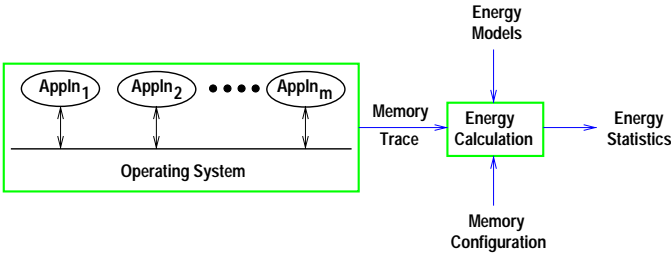 Energy
Models
Appln1
Appln2
Applnm
Memory
Trace
Energy
Calculation
Energy
Statistics
Operating System
Memory
Configuration